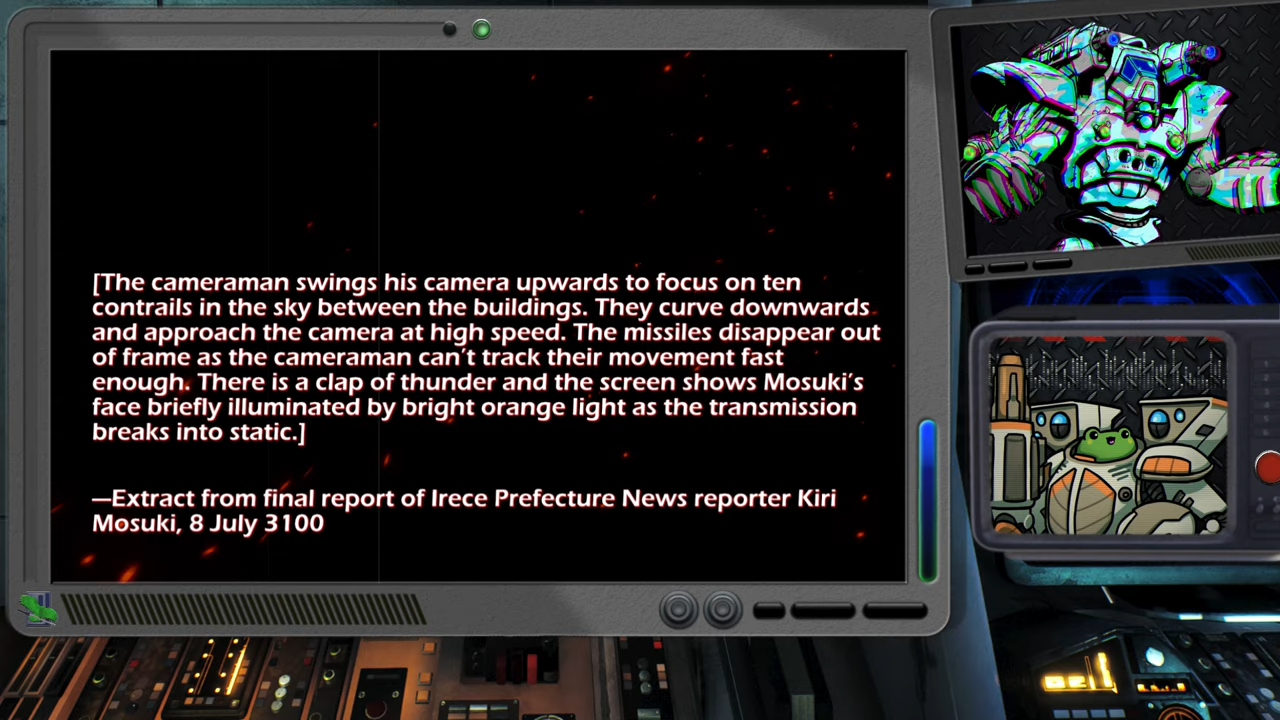 [The cameraman swings his camera upwards to focus on ten
contrails in the sky between the buildings. They curve downwards
and approach the camera at high speed. The missiles disappear out
of frame as the cameraman can't track their movement fast
enough. There is a clap of thunder and the screen shows Mosuki's
face briefly illuminated by bright orange light as the transmission
breaks into static.]
—Extract from final report of Irece Prefecture News reporter Kiri
Mosuki, 8 July 3100